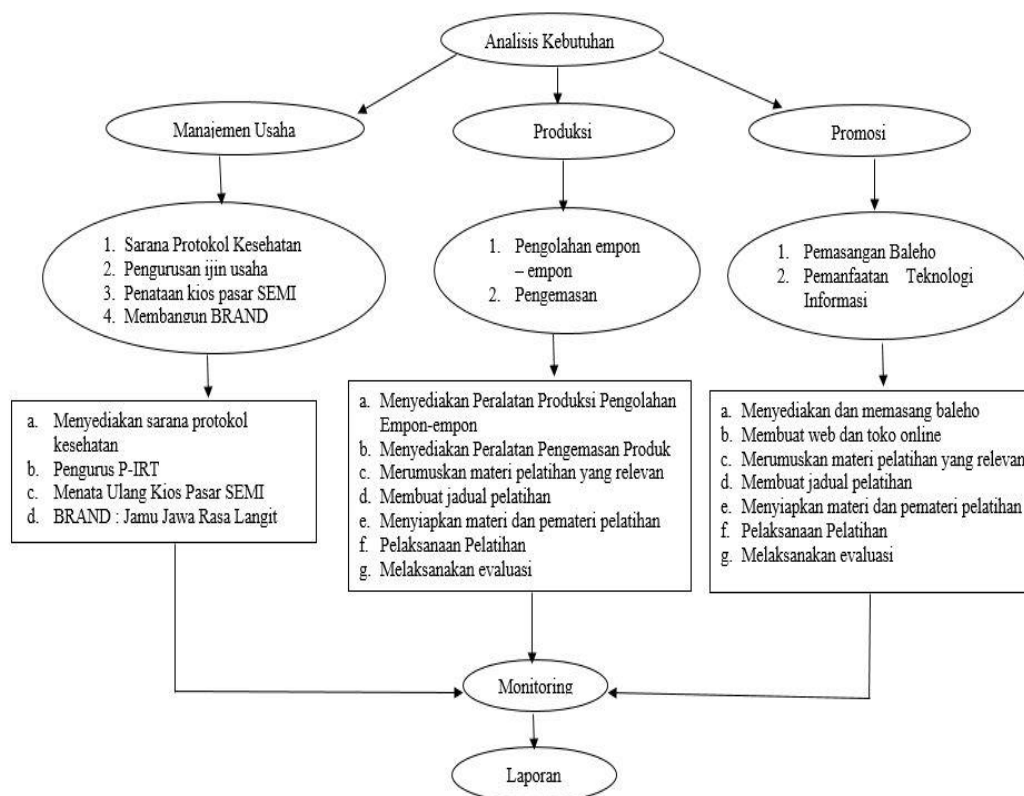 Analisis Kebutuhan
Manajemen Usaha
Produksi
Promosi
1. Sarana Protokol Kesehatan
2. Pengurusan ijin usaha
3. Penataan kios pasar SEMI
4. Membangun BRAND
1. Pengolahan empon
– empon
2. Pengemasan
1. Pemasangan Baleho
2. Pemanfaatan Teknologi
Informasi
a. Menyediakan sarana protokol
kesehatan
b. Pengurus P-IRT
c. Menata Ulang Kios Pasar SEMI
d. BRAND : Jamu Jawa Rasa Langit
a. Menyediakan Peralatan Produksi Pengolahan
Empon-empon
b. Menyediakan Peralatan Pengemasan Produk
c. Merumuskan materi pelatihan yang relevan
d. Membuat jadual pelatihan
e. Menyiapkan materi dan pemateri pelatihan
f. Pelaksanaan Pelatihan
g. Melaksanakan evaluasi
a. Menyediakan dan memasang baleho
b. Membuat web dan toko online
c. Merumuskan materi pelatihan yang relevan
d. Membuat jadual pelatihan
e. Menyiapkan materi dan pemateri pelatihan
f. Pelaksanaan Pelatihan
g. Melaksanakan evaluasi
Monitoring
Laporan